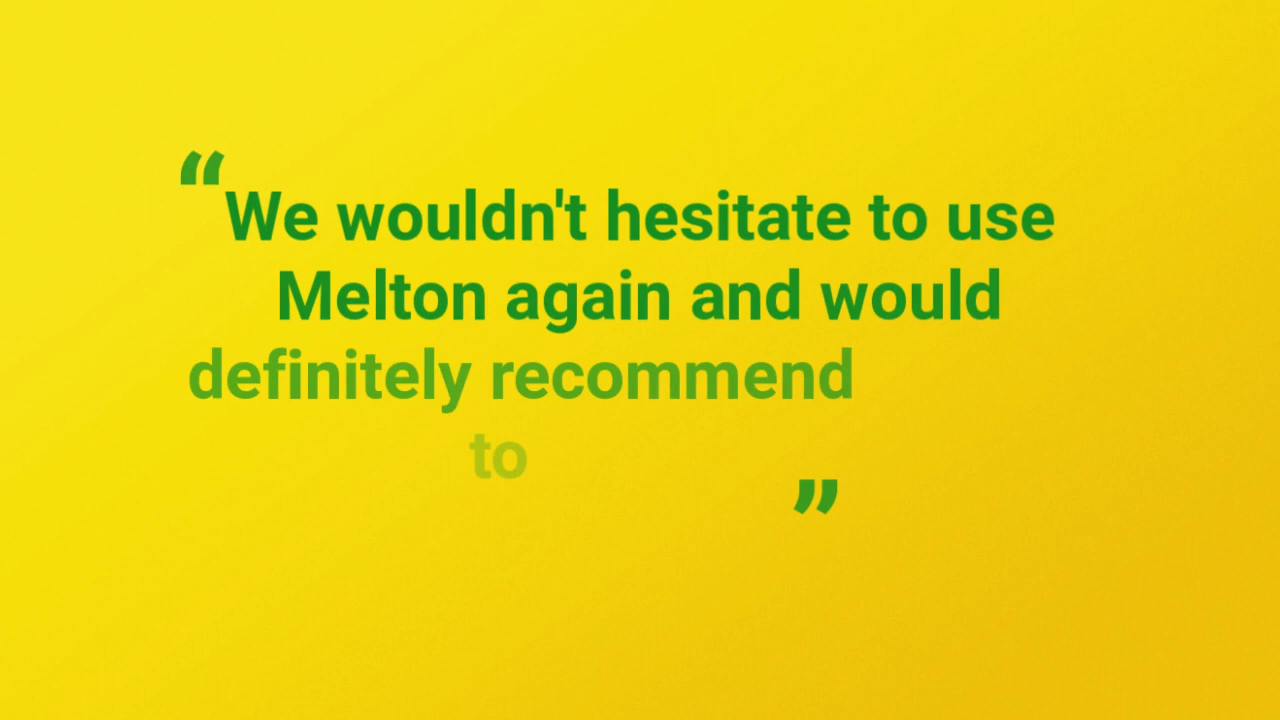 “We wouldn't hesitate to use
Melton again and would
definitely recommend
to ”